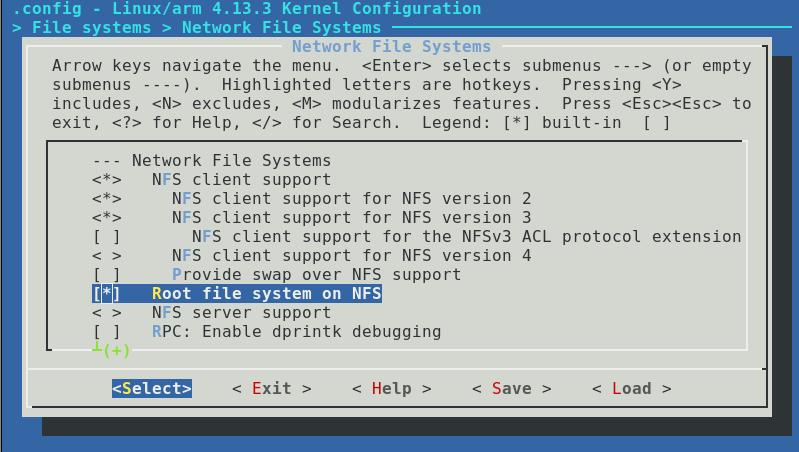 .config - Linux/arm 4.13.3 Kernel Configuration
> File systems > Network File Systems
Network File Systems
Arrow keys navigate the menu.  <Enter> selects submenus ---> (or empty
submenus ----).  Highlighted letters are hotkeys.  Pressing <Y>
includes, <N> excludes, <M> modularizes features.  Press <Esc><Esc> to
exit, <?> for Help, </> for Search.  Legend: [*] built-in  [ ]
--- Network File Systems
<*>   NFS client support
<*>     NFS client support for NFS version 2
<*>     NFS client support for NFS version 3
[ ]       NFS client support for the NFSv3 ACL protocol extension
< >     NFS client support for NFS version 4
[ ]     Provide swap over NFS support
[*]   Root file system on NFS
< >   NFS server support
[ ]   RPC: Enable dprintk debugging
┴(+)
<Select>    < Exit >    < Help >    < Save >    < Load >